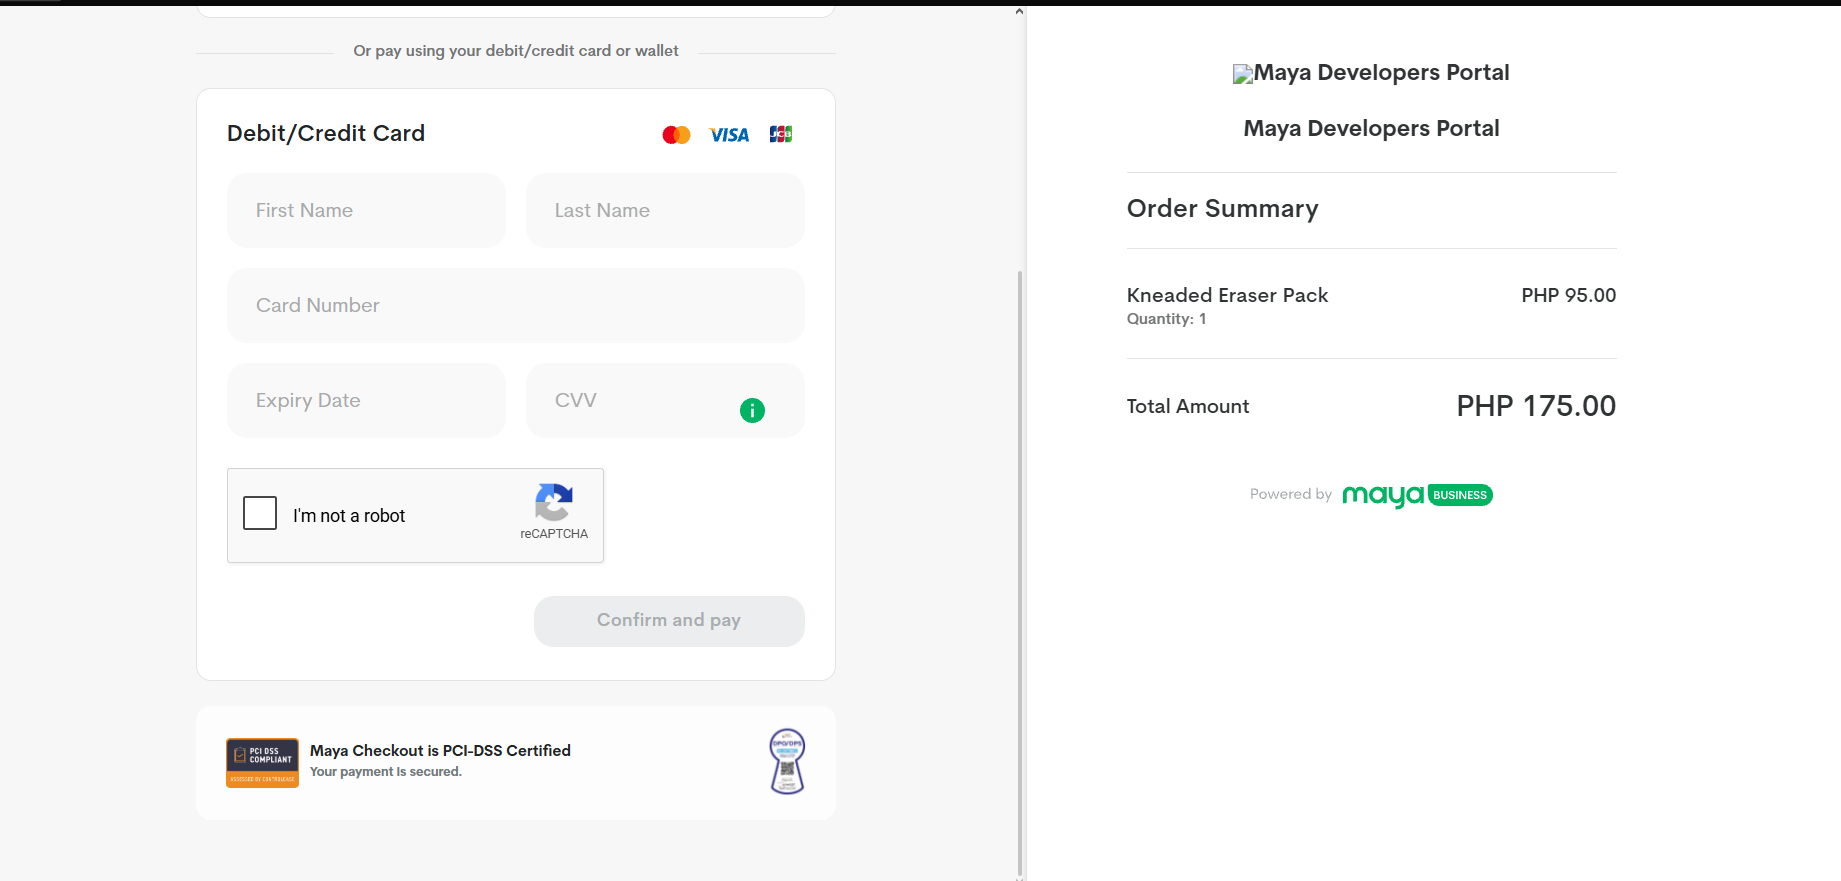 Or pay using your debit/credit card or wallet
Debit/Credit Card
VISA
JCB
First Name
Last Name
Card Number
Expiry Date
CVV
i
I'm not a robot
reCAPTCHA
Confirm and pay
PCI DSS
COMPLIANT
Maya Checkout is PCI-DSS Certified
Your payment is secured.
DPO/DPS
Maya Developers Portal
Maya Developers Portal
Order Summary
Kneaded Eraser Pack
PHP 95.00
Quantity: 1
Total Amount
PHP 175.00
Powered by maya BUSINESS